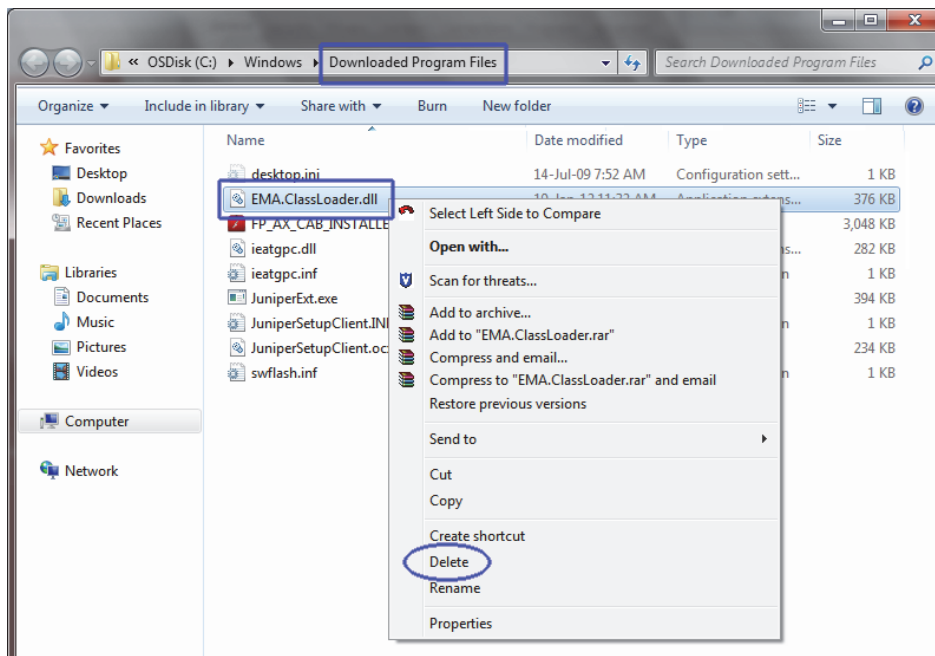 « OSDisk (C:) ▸ Windows ▸ Downloaded Program Files
Search Downloaded Program Files
Organize Include in library Share with Burn New folder
Favorites
Desktop
Downloads
Recent Places
Libraries
Documents
Music
Pictures
Videos
Computer
Network
Name Date modified Type Size
desktop.ini 14-Jul-09 7:52 AM Configuration sett... 1 KB
EMA.ClassLoader.dll 376 KB
FP_AX_CAB_INSTALLE 3,048 KB
ieatgpc.dll 282 KB
ieatgpc.inf 1 KB
JuniperExt.exe 394 KB
JuniperSetupClient.INI 1 KB
JuniperSetupClient.oc 234 KB
swflash.inf 1 KB
Select Left Side to Compare
Open with...
Scan for threats...
Add to archive...
Add to "EMA.ClassLoader.rar"
Compress and email...
Compress to "EMA.ClassLoader.rar" and email
Restore previous versions
Send to
Cut
Copy
Create shortcut
Delete
Rename
Properties